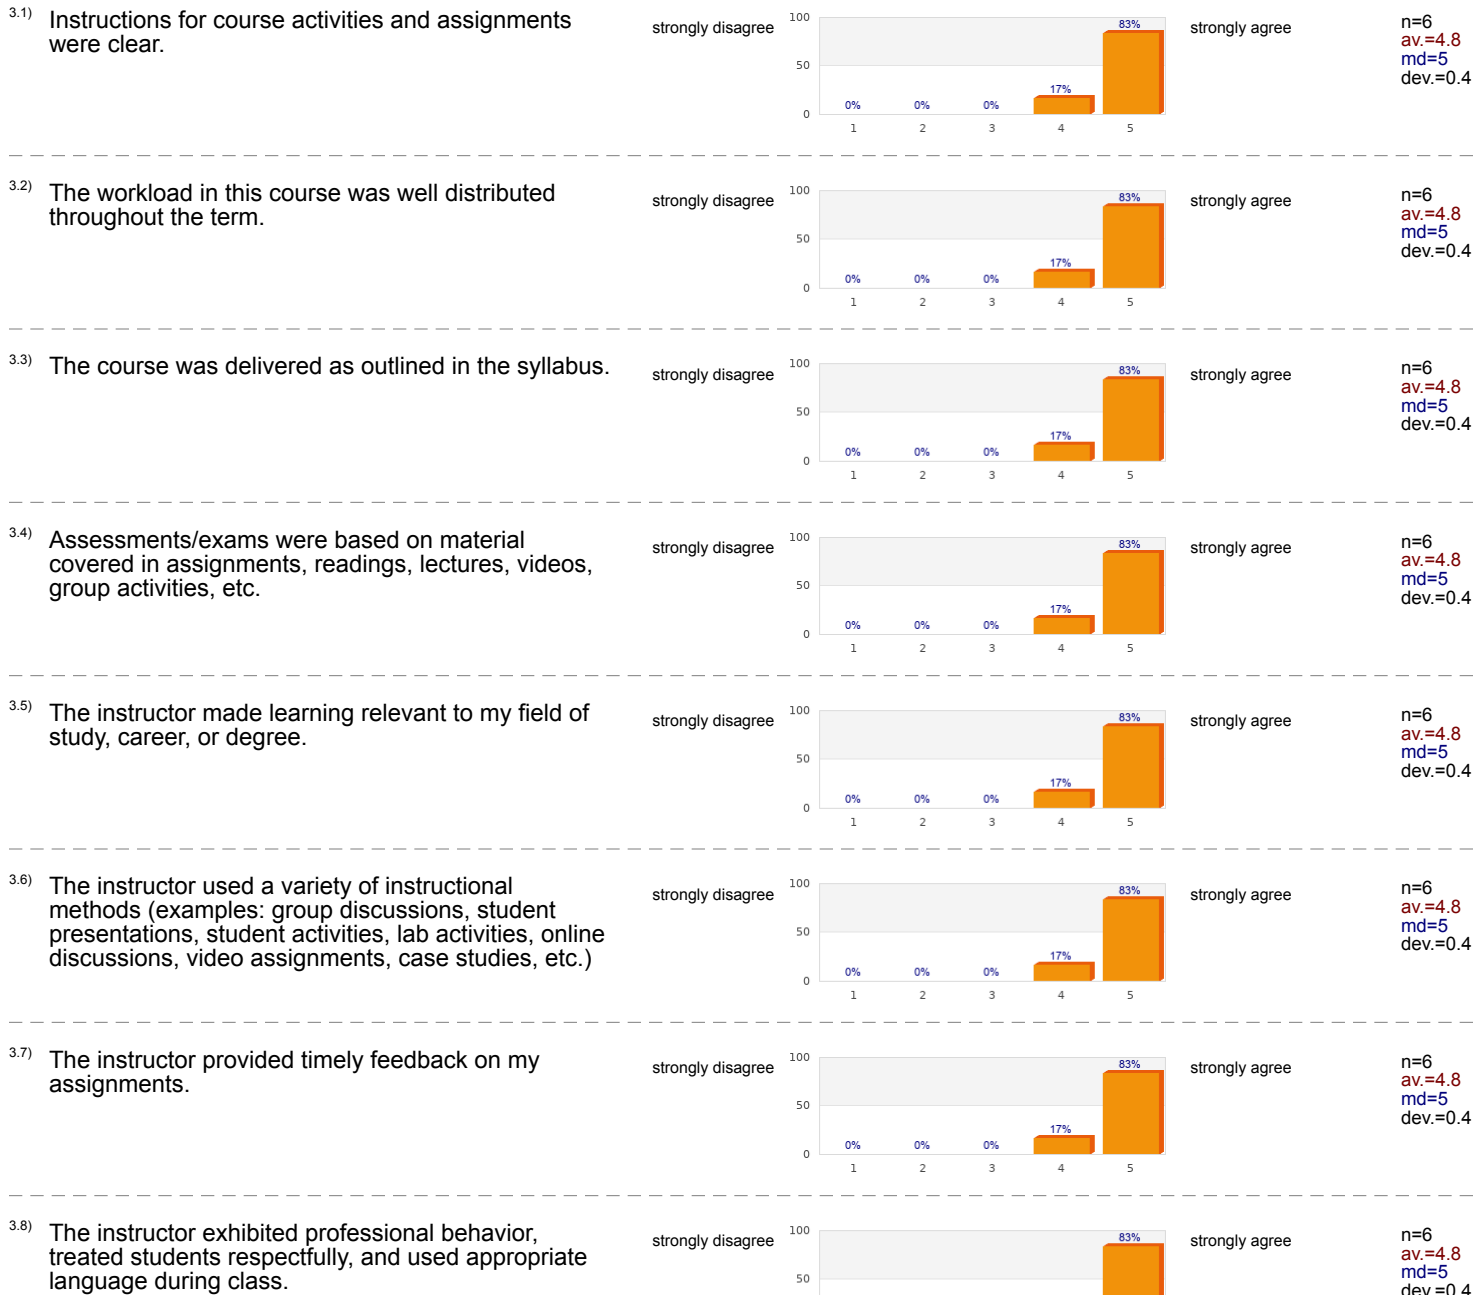 3.1) Instructions for course activities and assignments
were clear.
strongly disagree
100
50
0
0%
0%
0%
17%
83%
1
2
3
4
5
strongly agree
n=6
av.=4.8
md=5
dev.=0.4
3.2) The workload in this course was well distributed
throughout the term.
strongly disagree
100
50
0
0%
0%
0%
17%
83%
1
2
3
4
5
strongly agree
n=6
av.=4.8
md=5
dev.=0.4
3.3) The course was delivered as outlined in the syllabus.
strongly disagree
100
50
0
0%
0%
0%
17%
83%
1
2
3
4
5
strongly agree
n=6
av.=4.8
md=5
dev.=0.4
3.4) Assessments/exams were based on material
covered in assignments, readings, lectures, videos,
group activities, etc.
strongly disagree
100
50
0
0%
0%
0%
17%
83%
1
2
3
4
5
strongly agree
n=6
av.=4.8
md=5
dev.=0.4
3.5) The instructor made learning relevant to my field of
study, career, or degree.
strongly disagree
100
50
0
0%
0%
0%
17%
83%
1
2
3
4
5
strongly agree
n=6
av.=4.8
md=5
dev.=0.4
3.6) The instructor used a variety of instructional
methods (examples: group discussions, student
presentations, student activities, lab activities, online
discussions, video assignments, case studies, etc.)
strongly disagree
100
50
0
0%
0%
0%
17%
83%
1
2
3
4
5
strongly agree
n=6
av.=4.8
md=5
dev.=0.4
3.7) The instructor provided timely feedback on my
assignments.
strongly disagree
100
50
0
0%
0%
0%
17%
83%
1
2
3
4
5
strongly agree
n=6
av.=4.8
md=5
dev.=0.4
3.8) The instructor exhibited professional behavior,
treated students respectfully, and used appropriate
language during class.
strongly disagree
100
50
83%
strongly agree
n=6
av.=4.8
md=5
dev.=0.4